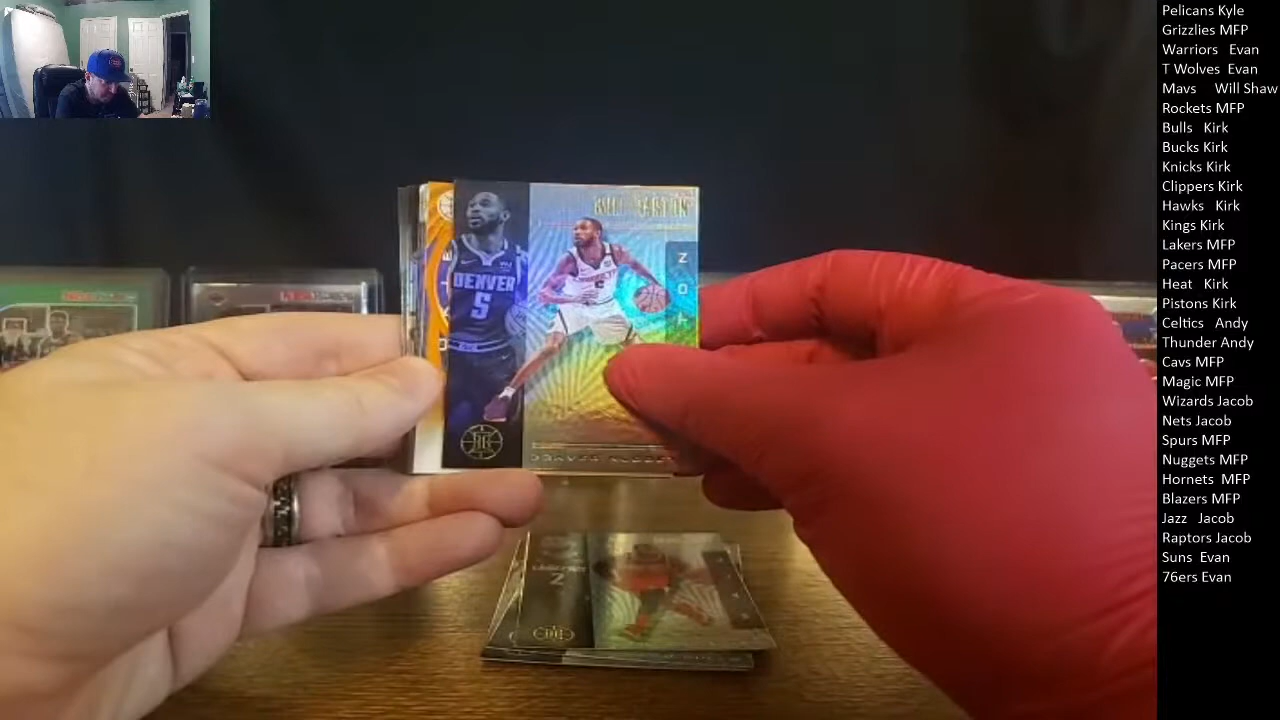 Pelicans Kyle
Grizzlies MFP
Warriors Evan
T Wolves Evan
Mavs Will Shaw
Rockets MFP
Bulls Kirk
Bucks Kirk
Knicks Kirk
Clippers Kirk
Hawks Kirk
Kings Kirk
Lakers MFP
Pacers MFP
Heat Kirk
Pistons Kirk
Celtics Andy
Thunder Andy
Cavs MFP
Magic MFP
Wizards Jacob
Nets Jacob
Spurs MFP
Nuggets MFP
Hornets MFP
Blazers MFP
Jazz Jacob
Raptors Jacob
Suns Evan
76ers Evan
DENVER
5